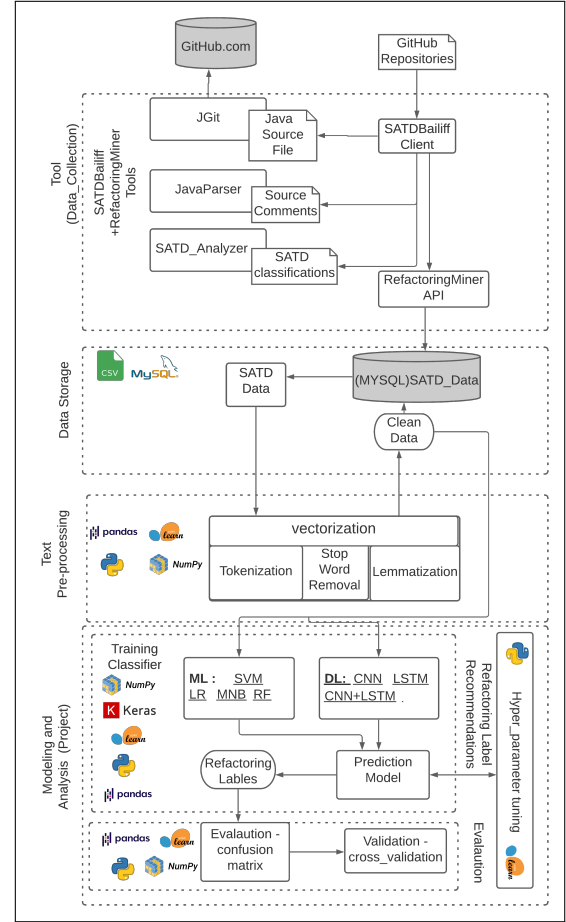 GitHub.com
GitHub
Repositories
Tool
(Data_Collection)
SATDBailiff
+RefactoringMiner
Tools
JGit
Java
Source
File
SATDBailiff
Client
JavaParser
Source
Comments
SATD_Analyzer
SATD
classifications
RefactoringMiner
API
Data Storage
CSV
MySQL
SATD
Data
(MYSQL)SATD_Data
Clean
Data
Text
Pre-processing
pandas
learn
NumPy
vectorization
Tokenization
Stop
Word
Removal
Lemmatization
Modeling and
Analysis (Project)
Training
Classifier
NumPy
Keras
learn
pandas
ML : SVM
LR MNB RF
DL: CNN LSTM
CNN+LSTM .
Refactoring
Lables
Prediction
Model
Refactoring Label
Recommendations
Hyper_parameter tuning
learn
Evalaution
pandas
learn
NumPy
Evalaution -
confusion
matrix
Validation -
cross_validation